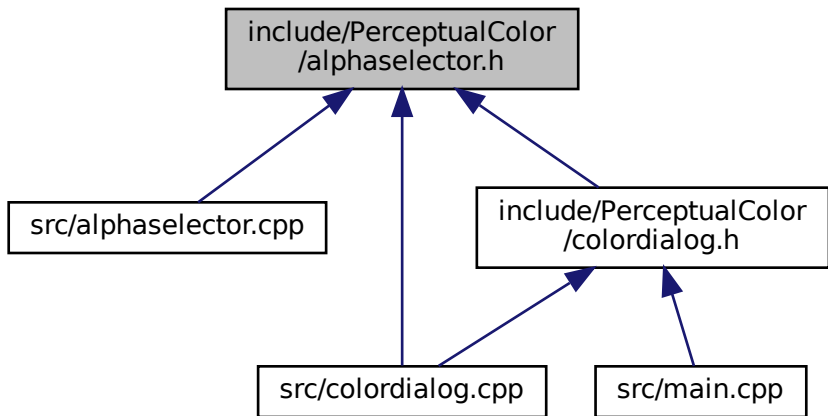 include/PerceptualColor
/alphaselector.h
src/alphaselector.cpp
include/PerceptualColor
/colordialog.h
src/colordialog.cpp
src/main.cpp